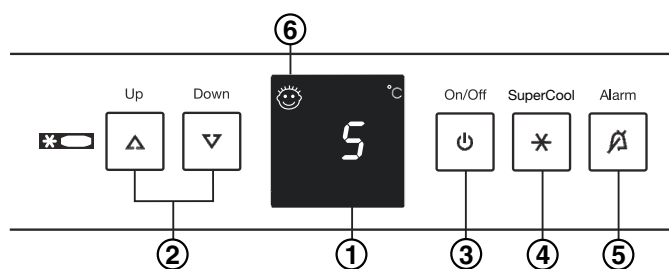 ⑥
Up Down °C On/Off SuperCool Alarm
5
② ① ③ ④ ⑤